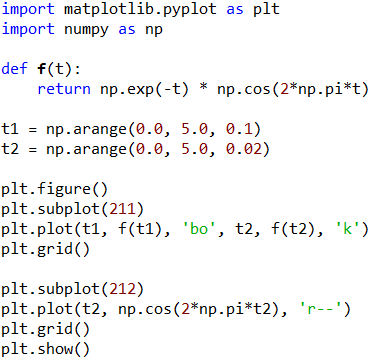 import matplotlib.pyplot as plt
import numpy as np

def f(t):
    return np.exp(-t) * np.cos(2*np.pi*t)

t1 = np.arange(0.0, 5.0, 0.1)
t2 = np.arange(0.0, 5.0, 0.02)

plt.figure()
plt.subplot(211)
plt.plot(t1, f(t1), 'bo', t2, f(t2), 'k')
plt.grid()

plt.subplot(212)
plt.plot(t2, np.cos(2*np.pi*t2), 'r--')
plt.grid()
plt.show()